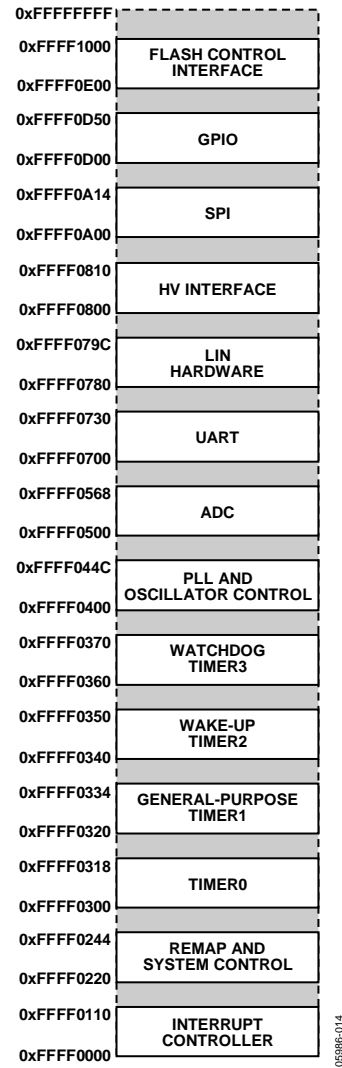 0xFFFFFFFF
0xFFFF1000
FLASH CONTROL
INTERFACE
0xFFFF0E00
0xFFFF0D50
GPIO
0xFFFF0D00
0xFFFF0A14
SPI
0xFFFF0A00
0xFFFF0810
HV INTERFACE
0xFFFF0800
0xFFFF079C
LIN
HARDWARE
0xFFFF0780
0xFFFF0730
UART
0xFFFF0700
0xFFFF0568
ADC
0xFFFF0500
0xFFFF044C
PLL AND
OSCILLATOR CONTROL
0xFFFF0400
0xFFFF0370
WATCHDOG
TIMER3
0xFFFF0360
0xFFFF0350
WAKE-UP
TIMER2
0xFFFF0340
0xFFFF0334
GENERAL-PURPOSE
TIMER1
0xFFFF0320
0xFFFF0318
TIMER0
0xFFFF0300
0xFFFF0244
REMAP AND
SYSTEM CONTROL
0xFFFF0220
0xFFFF0110
INTERRUPT
CONTROLLER
0xFFFF0000
05986-014